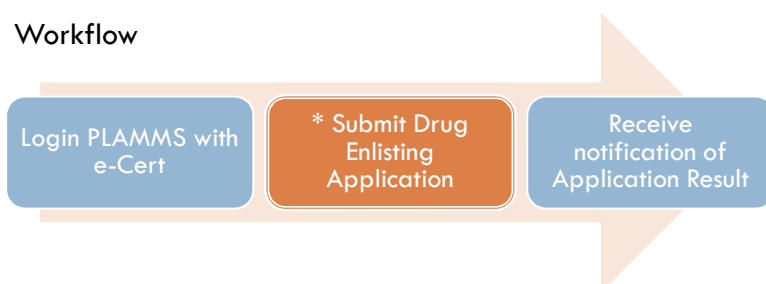 Workflow
Login PLAMMS with
e-Cert
* Submit Drug
Enlisting
Application
Receive
notification of
Application Result